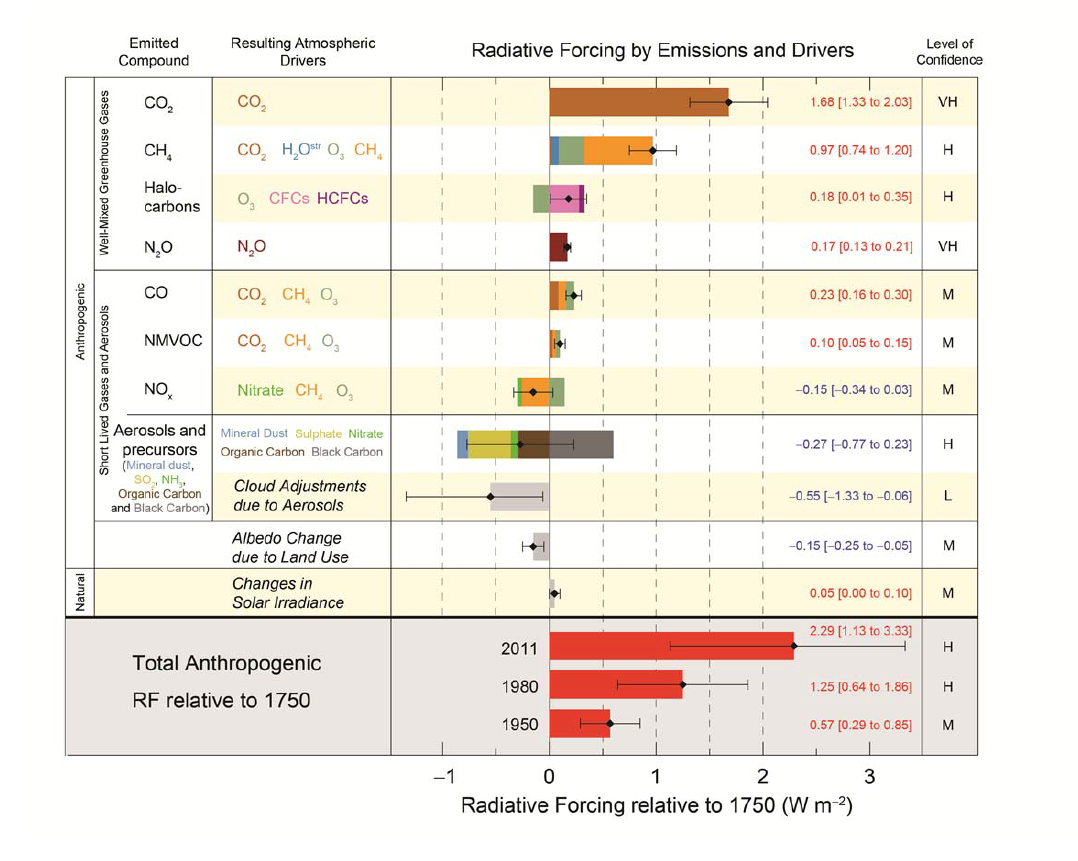 Emitted Compound
Resulting Atmospheric Drivers
Radiative Forcing by Emissions and Drivers
Level of Confidence
Anthropogenic
Well-Mixed Greenhouse Gases
CO₂
CO₂
1.68 [1.33 to 2.03]
VH
CH₄
CO₂ H₂Oˢᵗʳ O₃ CH₄
0.97 [0.74 to 1.20]
H
Halo-
carbons
O₃ CFCs HCFCs
0.18 [0.01 to 0.35]
H
N₂O
N₂O
0.17 [0.13 to 0.21]
VH
Short Lived Gases and Aerosols
CO
CO₂ CH₄ O₃
0.23 [0.16 to 0.30]
M
NMVOC
CO₂ CH₄ O₃
0.10 [0.05 to 0.15]
M
NOₓ
Nitrate CH₄ O₃
−0.15 [−0.34 to 0.03]
M
Aerosols and
precursors
(Mineral dust,
SO₂, NH₃,
Organic Carbon
and Black Carbon)
Mineral Dust Sulphate Nitrate
Organic Carbon Black Carbon
−0.27 [−0.77 to 0.23]
H
Cloud Adjustments
due to Aerosols
−0.55 [−1.33 to −0.06]
L
Albedo Change
due to Land Use
−0.15 [−0.25 to −0.05]
M
Natural
Changes in
Solar Irradiance
0.05 [0.00 to 0.10]
M
Total Anthropogenic
RF relative to 1750
2011
2.29 [1.13 to 3.33]
H
1980
1.25 [0.64 to 1.86]
H
1950
0.57 [0.29 to 0.85]
M
−1 0 1 2 3
Radiative Forcing relative to 1750 (W m⁻²)